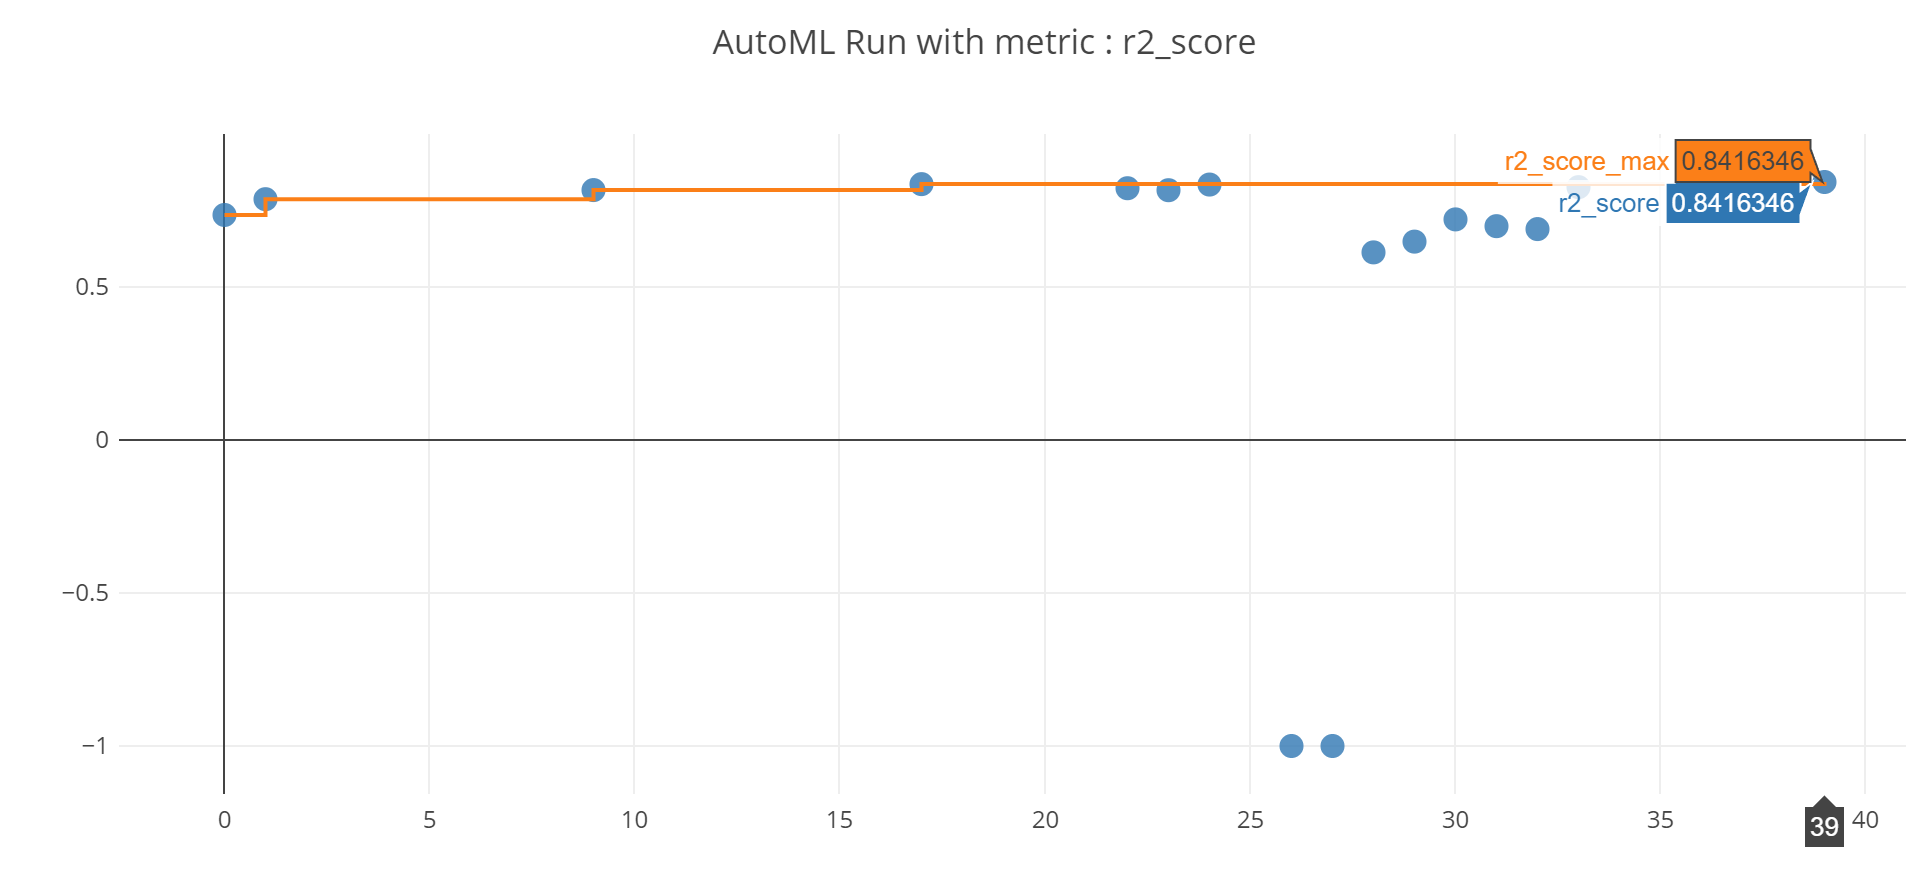 AutoML Run with metric : r2_score
r2_score_max 0.8416346
r2_score 0.8416346
0.5
0
−0.5
−1
0 5 10 15 20 25 30 35 39 40